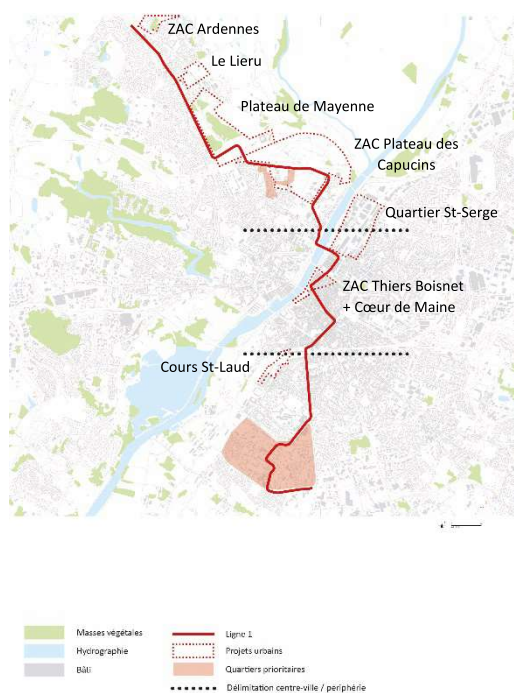 ZAC Ardennes
Le Lieru
Plateau de Mayenne
ZAC Plateau des
Capucins
Quartier St-Serge
ZAC Thiers Boisnet
+ Cœur de Maine
Cours St-Laud
Masses végétales
Hydrographie
Bâti
Ligne 1
Projets urbains
Quartiers prioritaires
Délimitation centre-ville / periphérie